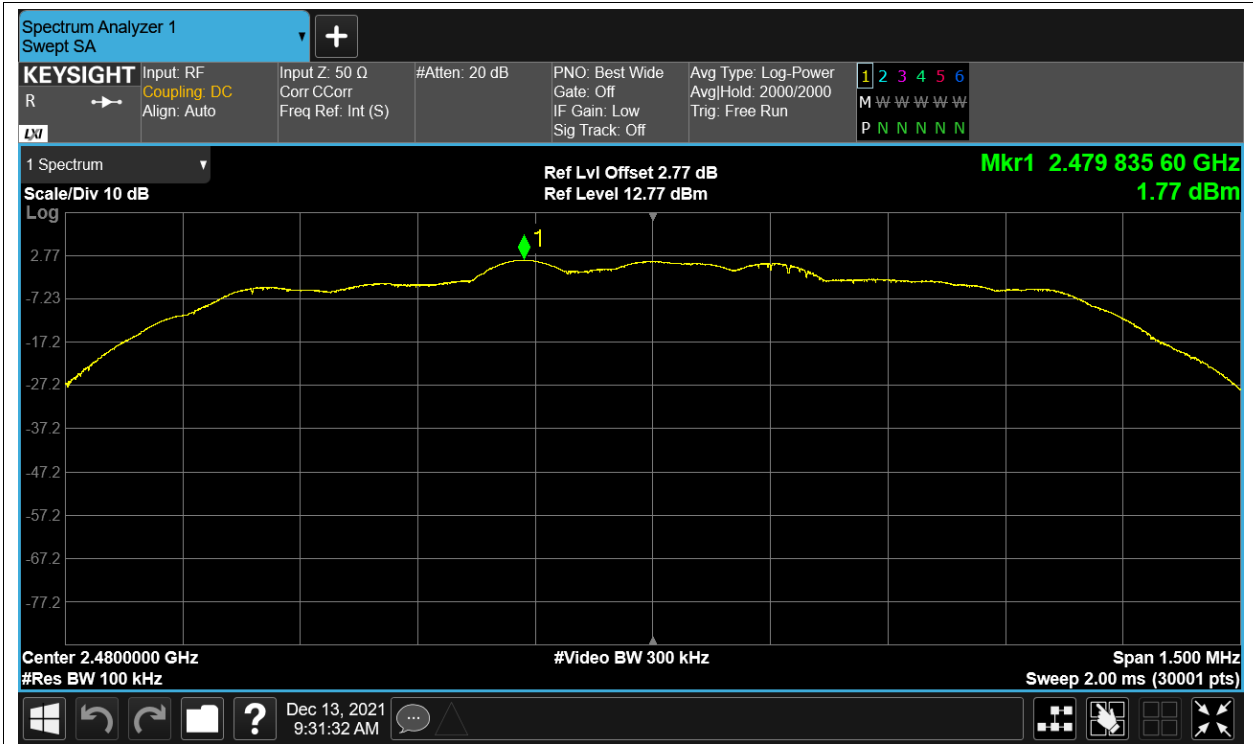 Spectrum Analyzer 1
Swept SA
KEYSIGHT
R
LXI
Input: RF
Coupling: DC
Align: Auto
Input Z: 50 Ω
Corr CCorr
Freq Ref: Int (S)
#Atten: 20 dB
PNO: Best Wide
Gate: Off
IF Gain: Low
Sig Track: Off
Avg Type: Log-Power
Avg|Hold: 2000/2000
Trig: Free Run
1 2 3 4 5 6
M W W W W W
P N N N N N
1 Spectrum
Scale/Div 10 dB
Log
Ref Lvl Offset 2.77 dB
Ref Level 12.77 dBm
Mkr1 2.479 835 60 GHz
1.77 dBm
1
2.77
-7.23
-17.2
-27.2
-37.2
-47.2
-57.2
-67.2
-77.2
Center 2.4800000 GHz
#Res BW 100 kHz
#Video BW 300 kHz
Span 1.500 MHz
Sweep 2.00 ms (30001 pts)
?
Dec 13, 2021
9:31:32 AM